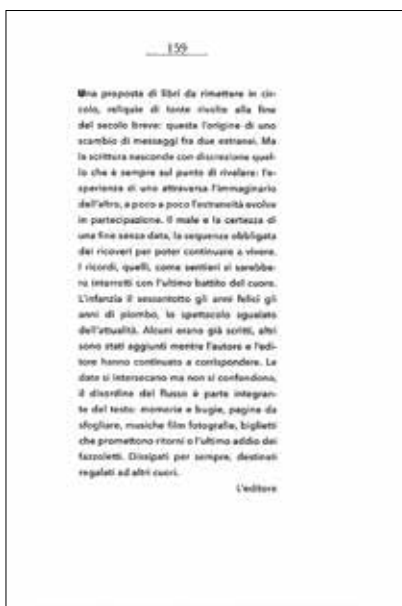 159
Una proposta di libri da rimettere in cir-
colo, reliquie di tante rivolte alla fine
del secolo breve: questa l'origine di uno
scambio di messaggi fra due estranei. Ma
la scrittura nasconde con discrezione quel-
lo che è sempre sul punto di rivelare: l'e-
sperienza di uno attraversa l'immaginario
dell'altro, a poco a poco l'estraneità evolve
in partecipazione. Il male e la certezza di
una fine senza data, la sequenza obbligata
dei ricoveri per poter continuare a vivere.
I ricordi, quelli, come sentieri si sarebbe-
ro interrotti con l'ultimo battito del cuore.
L'infanzia il sessantotto gli anni felici gli
anni di piombo, lo spettacolo sguaiato
dell'attualità. Alcuni erano già scritti, altri
sono stati aggiunti mentre l'autore e l'edi-
tore hanno continuato a corrispondere. Le
date si intersecano ma non si confondono,
il disordine del flusso è parte integran-
te del testo: memorie e bugie, pagine da
sfogliare, musiche film fotografie, biglietti
che promettono ritorni o l'ultimo addio dei
fazzoletti. Dissipati per sempre, destinati
regalati ad altri cuori.
L'editore